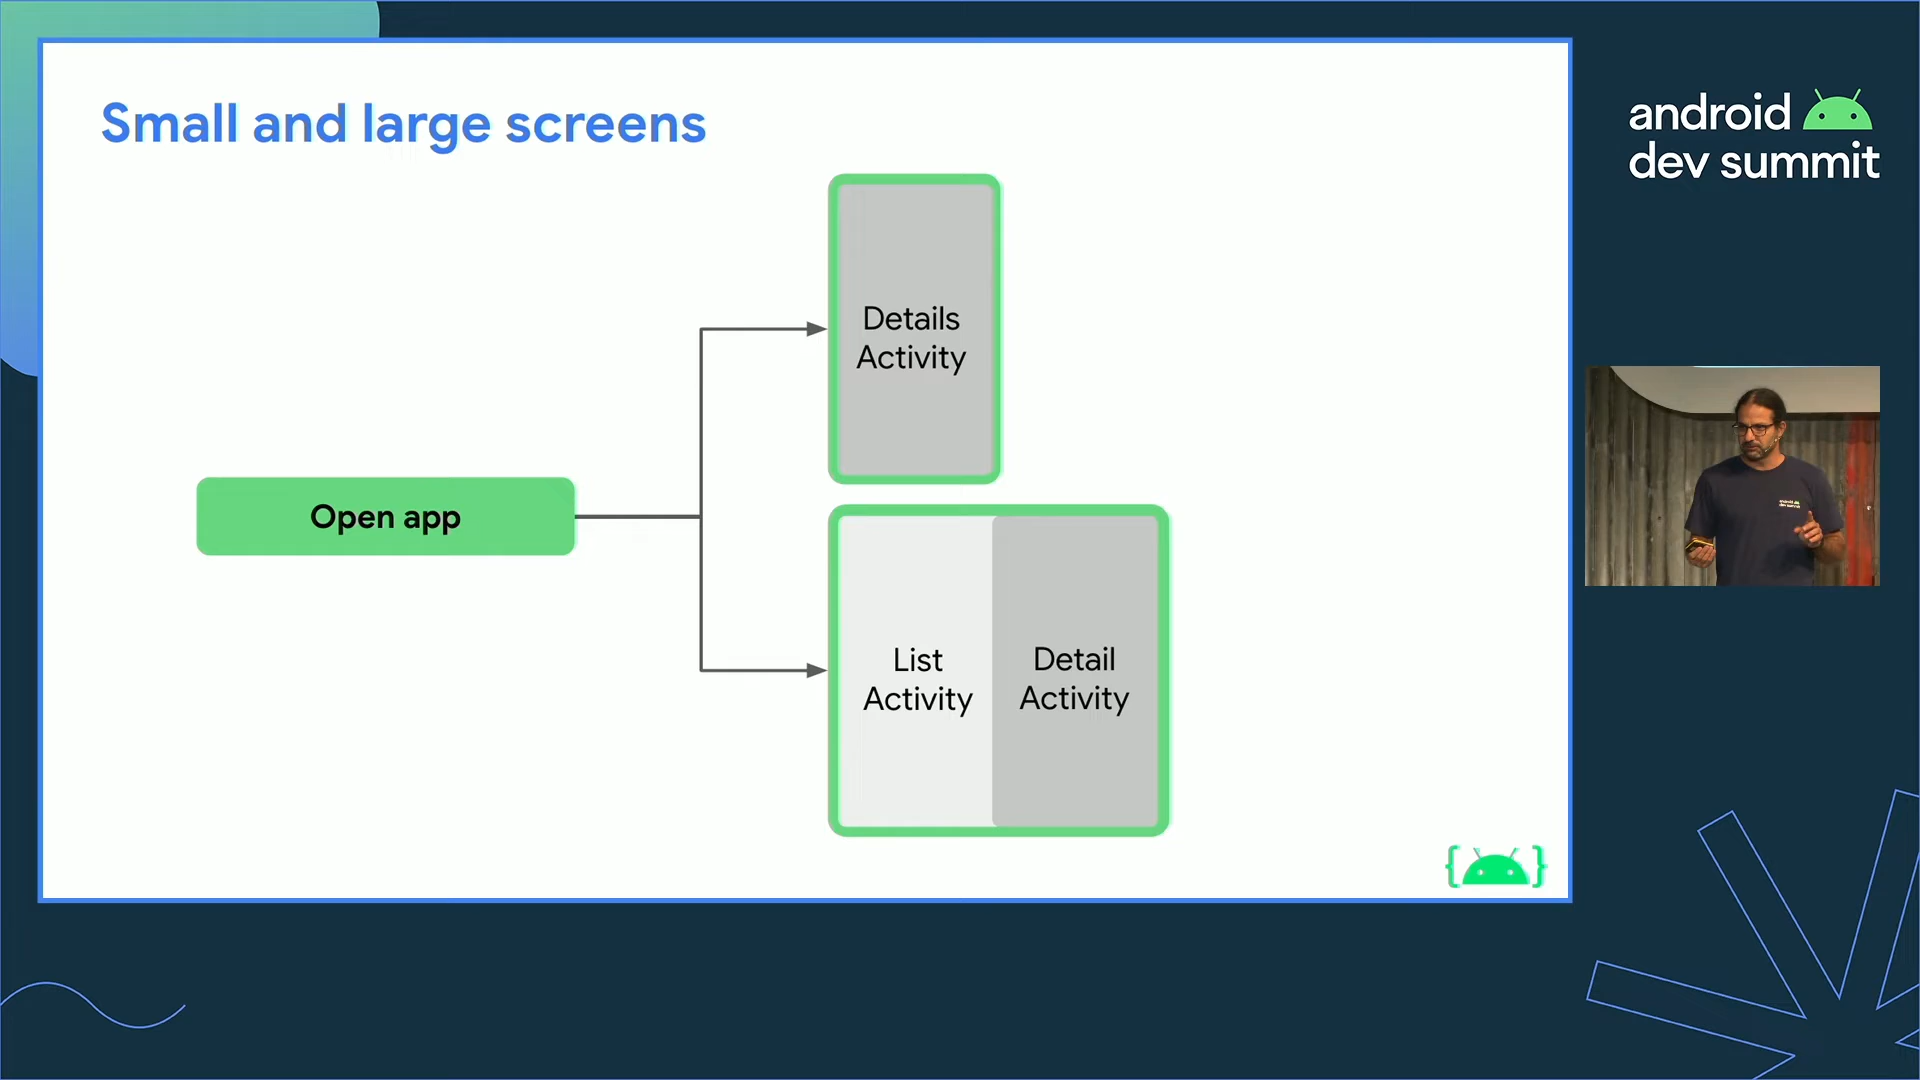 Small and large screens
android
dev summit
Details
Activity
Open app
List
Activity
Detail
Activity